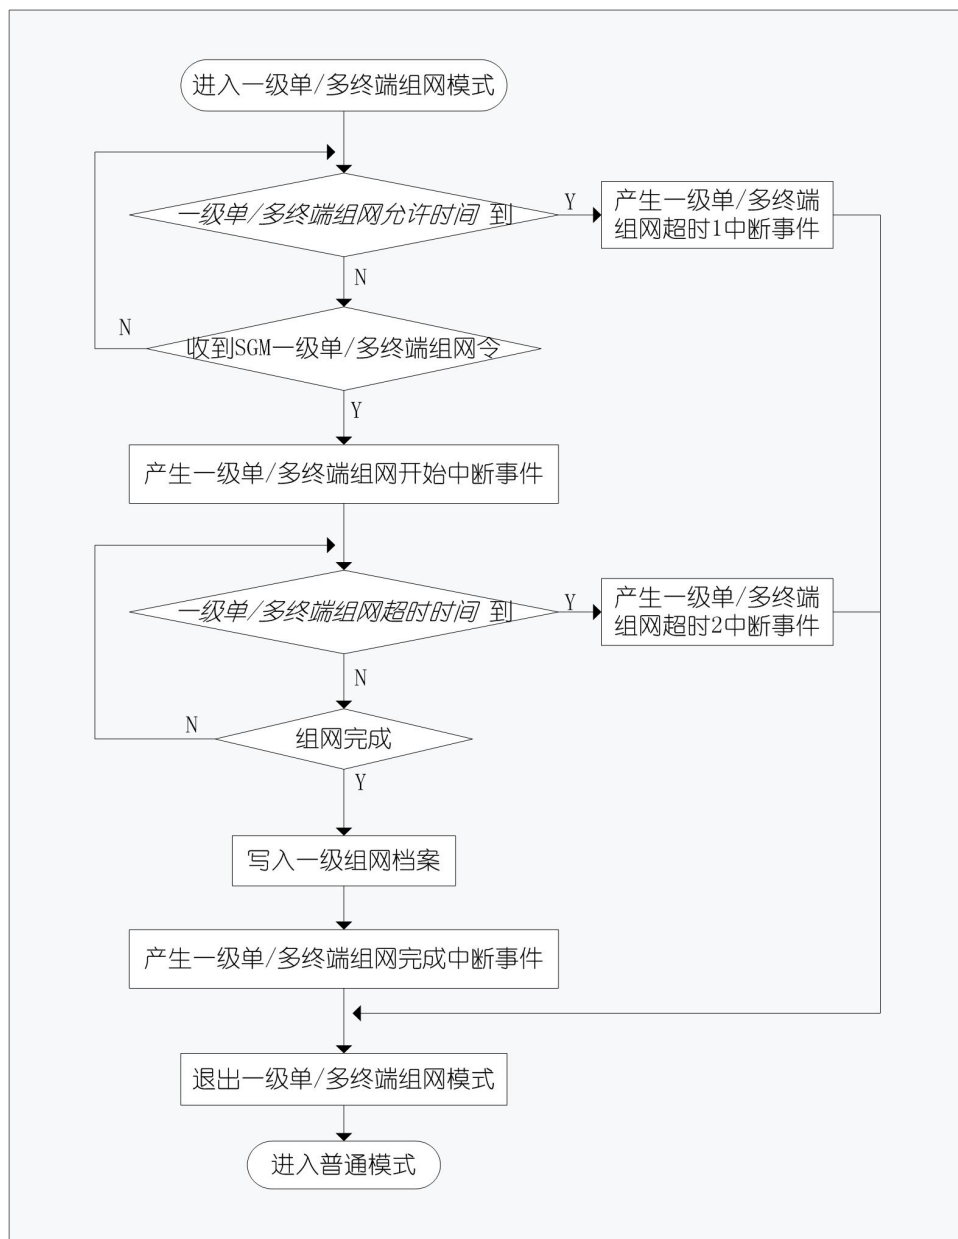 进入一级单/多终端组网模式
一级单/多终端组网允许时间 到
Y
产生一级单/多终端
组网超时1中断事件
N
N
收到SGM一级单/多终端组网令
Y
产生一级单/多终端组网开始中断事件
一级单/多终端组网超时时间 到
Y
产生一级单/多终端
组网超时2中断事件
N
N
组网完成
Y
写入一级组网档案
产生一级单/多终端组网完成中断事件
退出一级单/多终端组网模式
进入普通模式